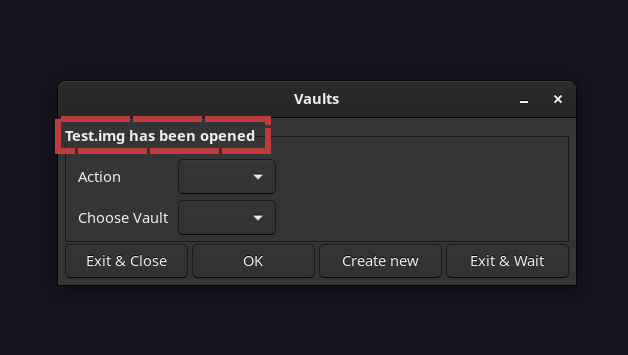 Vaults
Test.img has been opened
Action
Choose Vault
Exit & Close
OK
Create new
Exit & Wait